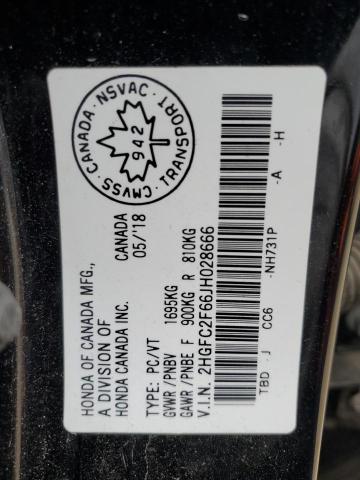 CANADA · NSVAC · TRANSPORT · CMVSS ·
942
HONDA OF CANADA MFG.,
A DIVISION OF CANADA
HONDA CANADA INC. 05/'18
TYPE: PC/VT
GVWR/PNBV 1695KG
GAWR/PNBE F 900KG R 810KG
V.I.N. 2HGFC2F66JH028666
TBD - J CC6 -NH731P -A -H